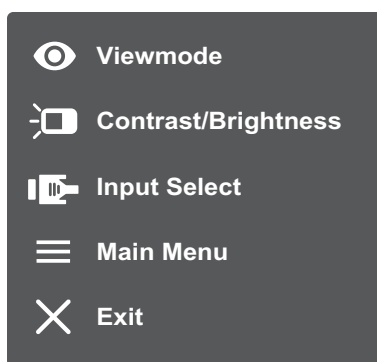 Viewmode
Contrast/Brightness
Input Select
Main Menu
Exit